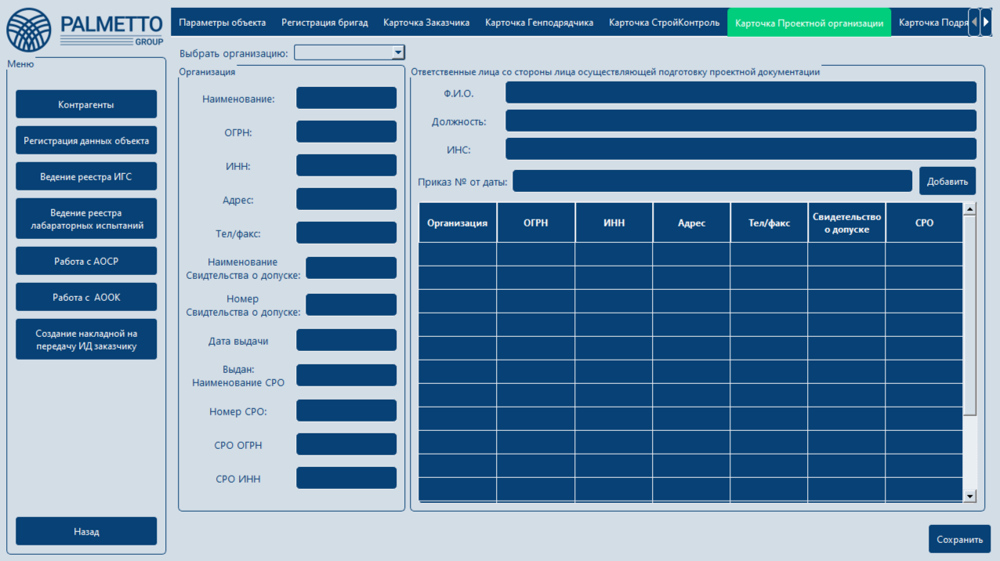 PALMETTO
GROUP
Параметры объекта
Регистрация бригад
Карточка Заказчика
Карточка Генподрядчика
Карточка СтройКонтроль
Карточка Проектной организации
Карточка Подря
Меню
Контрагенты
Регистрация данных объекта
Ведение реестра ИГС
Ведение реестра
лабараторных испытаний
Работа с АОСР
Работа с АООК
Создание накладной на
передачу ИД заказчику
Назад
Выбрать организацию:
Организация
Наименование:
ОГРН:
ИНН:
Адрес:
Тел/факс:
Наименование
Свидтельства о допуске:
Номер
Свидтельства о допуске:
Дата выдачи
Выдан:
Наименование СРО
Номер СРО:
СРО ОГРН
СРО ИНН
Ответственные лица со стороны лица осуществляющей подготовку проектной документации
Ф.И.О.
Должность:
ИНС:
Приказ № от даты:
Добавить
Организация
ОГРН
ИНН
Адрес
Тел/факс
Свидетельство
о допуске
СРО
Сохранить